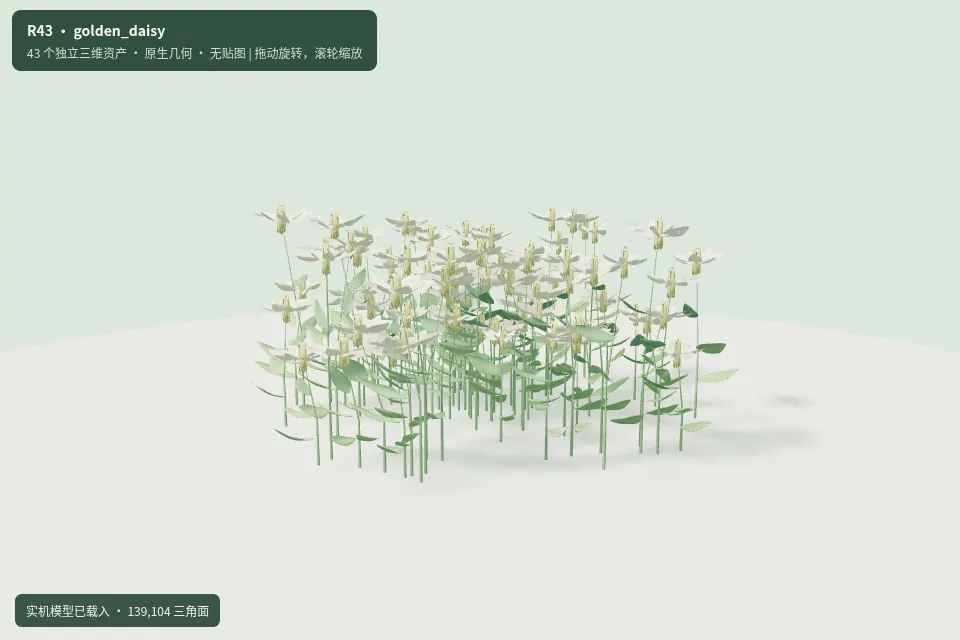 R43 · golden_daisy
43 个独立三维资产 · 原生几何 · 无贴图 | 拖动旋转，滚轮缩放
实机模型已载入 · 139,104 三角面